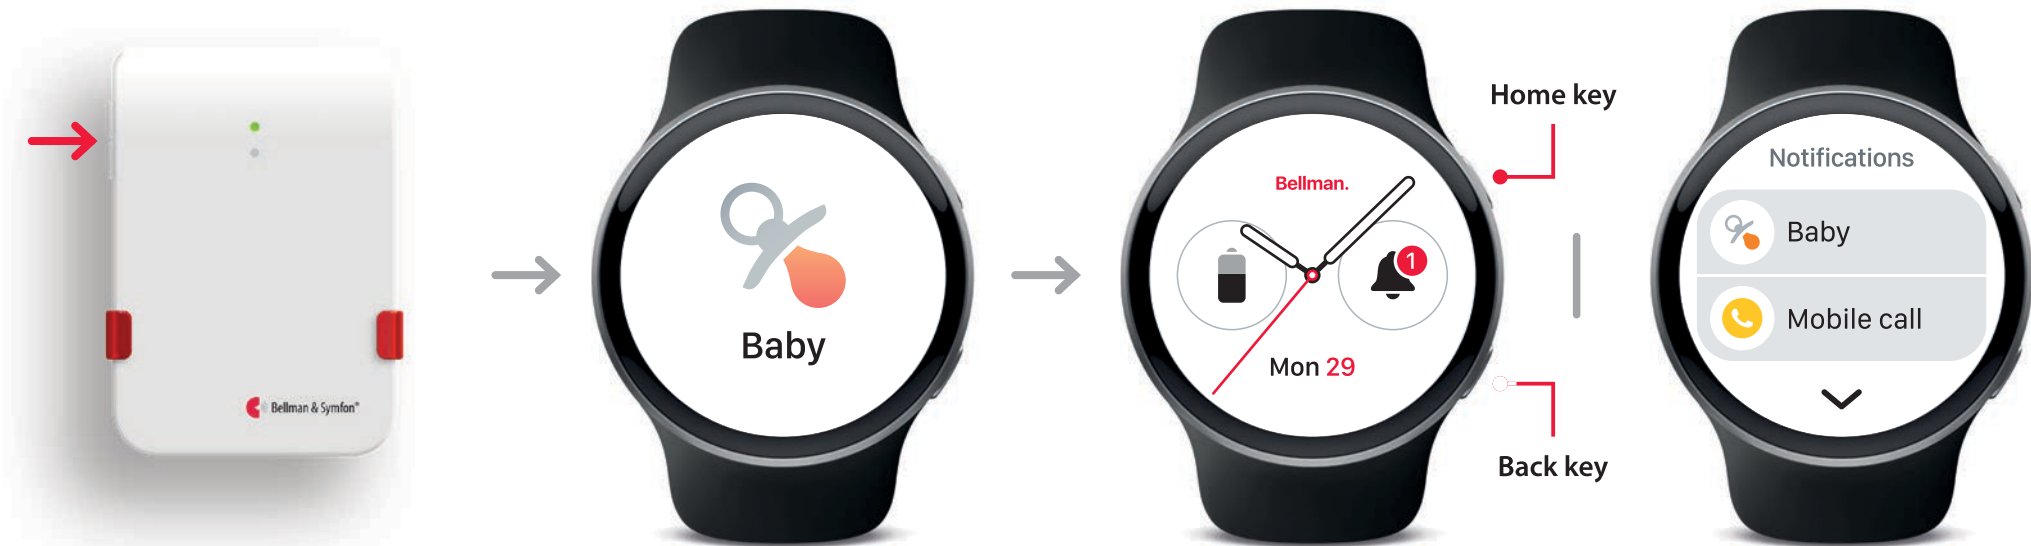 Bellman & Symfon®
Baby
Bellman.
1
Mon 29
Home key
Back key
Notifications
Baby
Mobile call